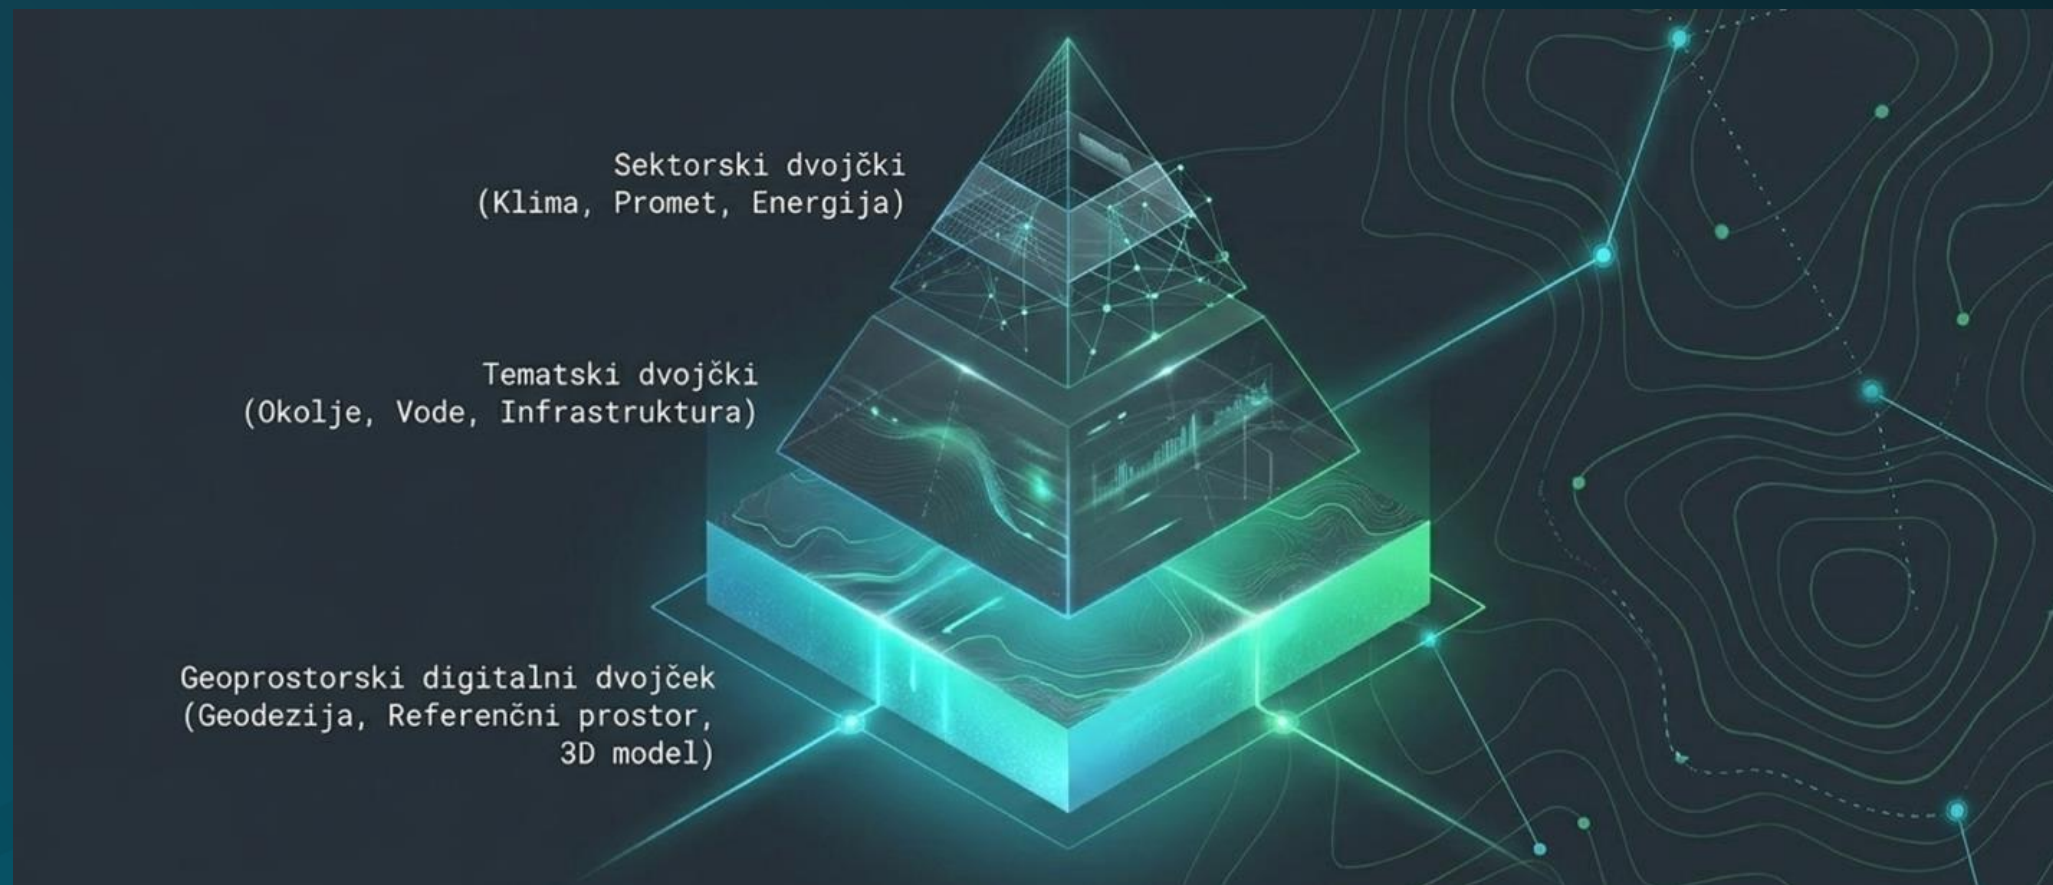 Sektorski dvojčki
(Klima, Promet, Energija)
Tematski dvojčki
(Okolje, Vode, Infrastruktura)
Geoprostorski digitalni dvojček
(Geodezija, Referenčni prostor,
3D model)